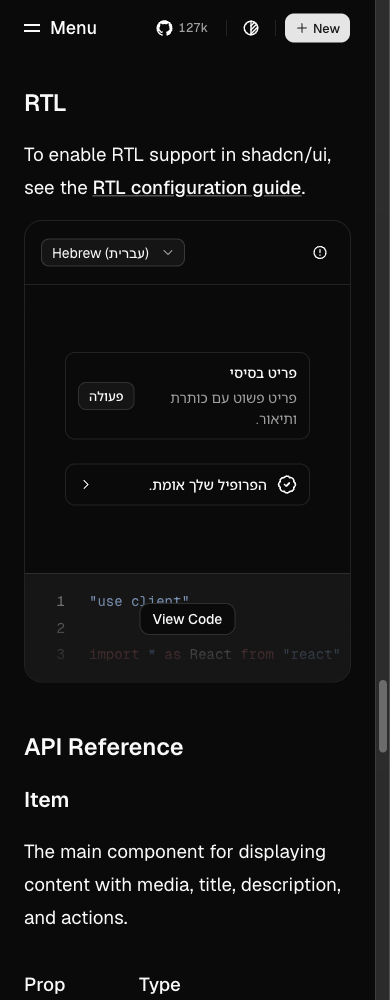 Menu
127k
New
RTL
To enable RTL support in shadcn/ui,
see the RTL configuration guide.
Hebrew (עברית)
פריט בסיסי
פריט פשוט עם כותרת
ותיאור.
פעולה
הפרופיל שלך אומת.
1 "use client"
View Code
2
3 import * as React from "react"
API Reference
Item
The main component for displaying
content with media, title, description,
and actions.
Prop Type